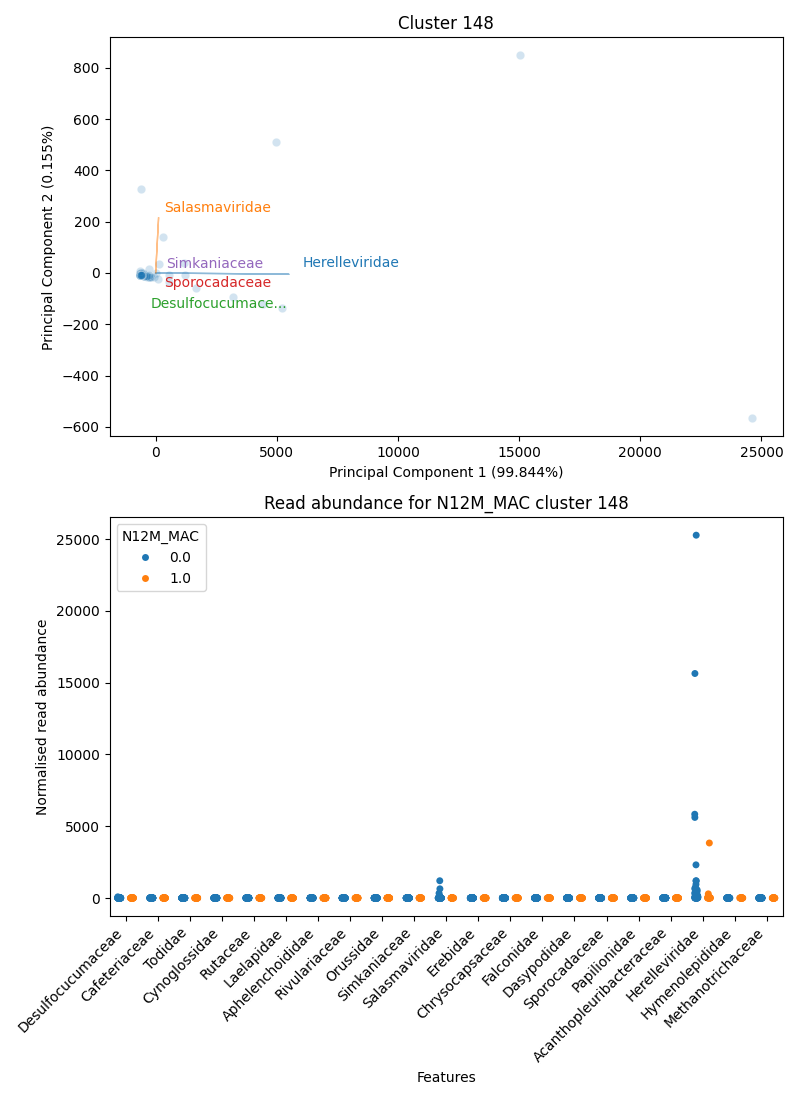 Cluster 148
800
600
400
200
0
−200
−400
−600
Principal Component 2 (0.155%)
Salasmaviridae
Simkaniaceae
Herelleviridae
Sporocadaceae
Desulfocucumace...
0
5000
10000
15000
20000
25000
Principal Component 1 (99.844%)
Read abundance for N12M_MAC cluster 148
N12M_MAC
0.0
1.0
25000
20000
15000
10000
5000
0
Normalised read abundance
Desulfocucumaceae
Cafeteriaceae
Todidae
Cynoglossidae
Rutaceae
Laelapidae
Aphelenchoididae
Rivulariaceae
Orussidae
Simkaniaceae
Salasmaviridae
Erebidae
Chrysocapsaceae
Falconidae
Dasypodidae
Sporocadaceae
Papilionidae
Acanthopleuribacteraceae
Herelleviridae
Hymenolepididae
Methanotrichaceae
Features